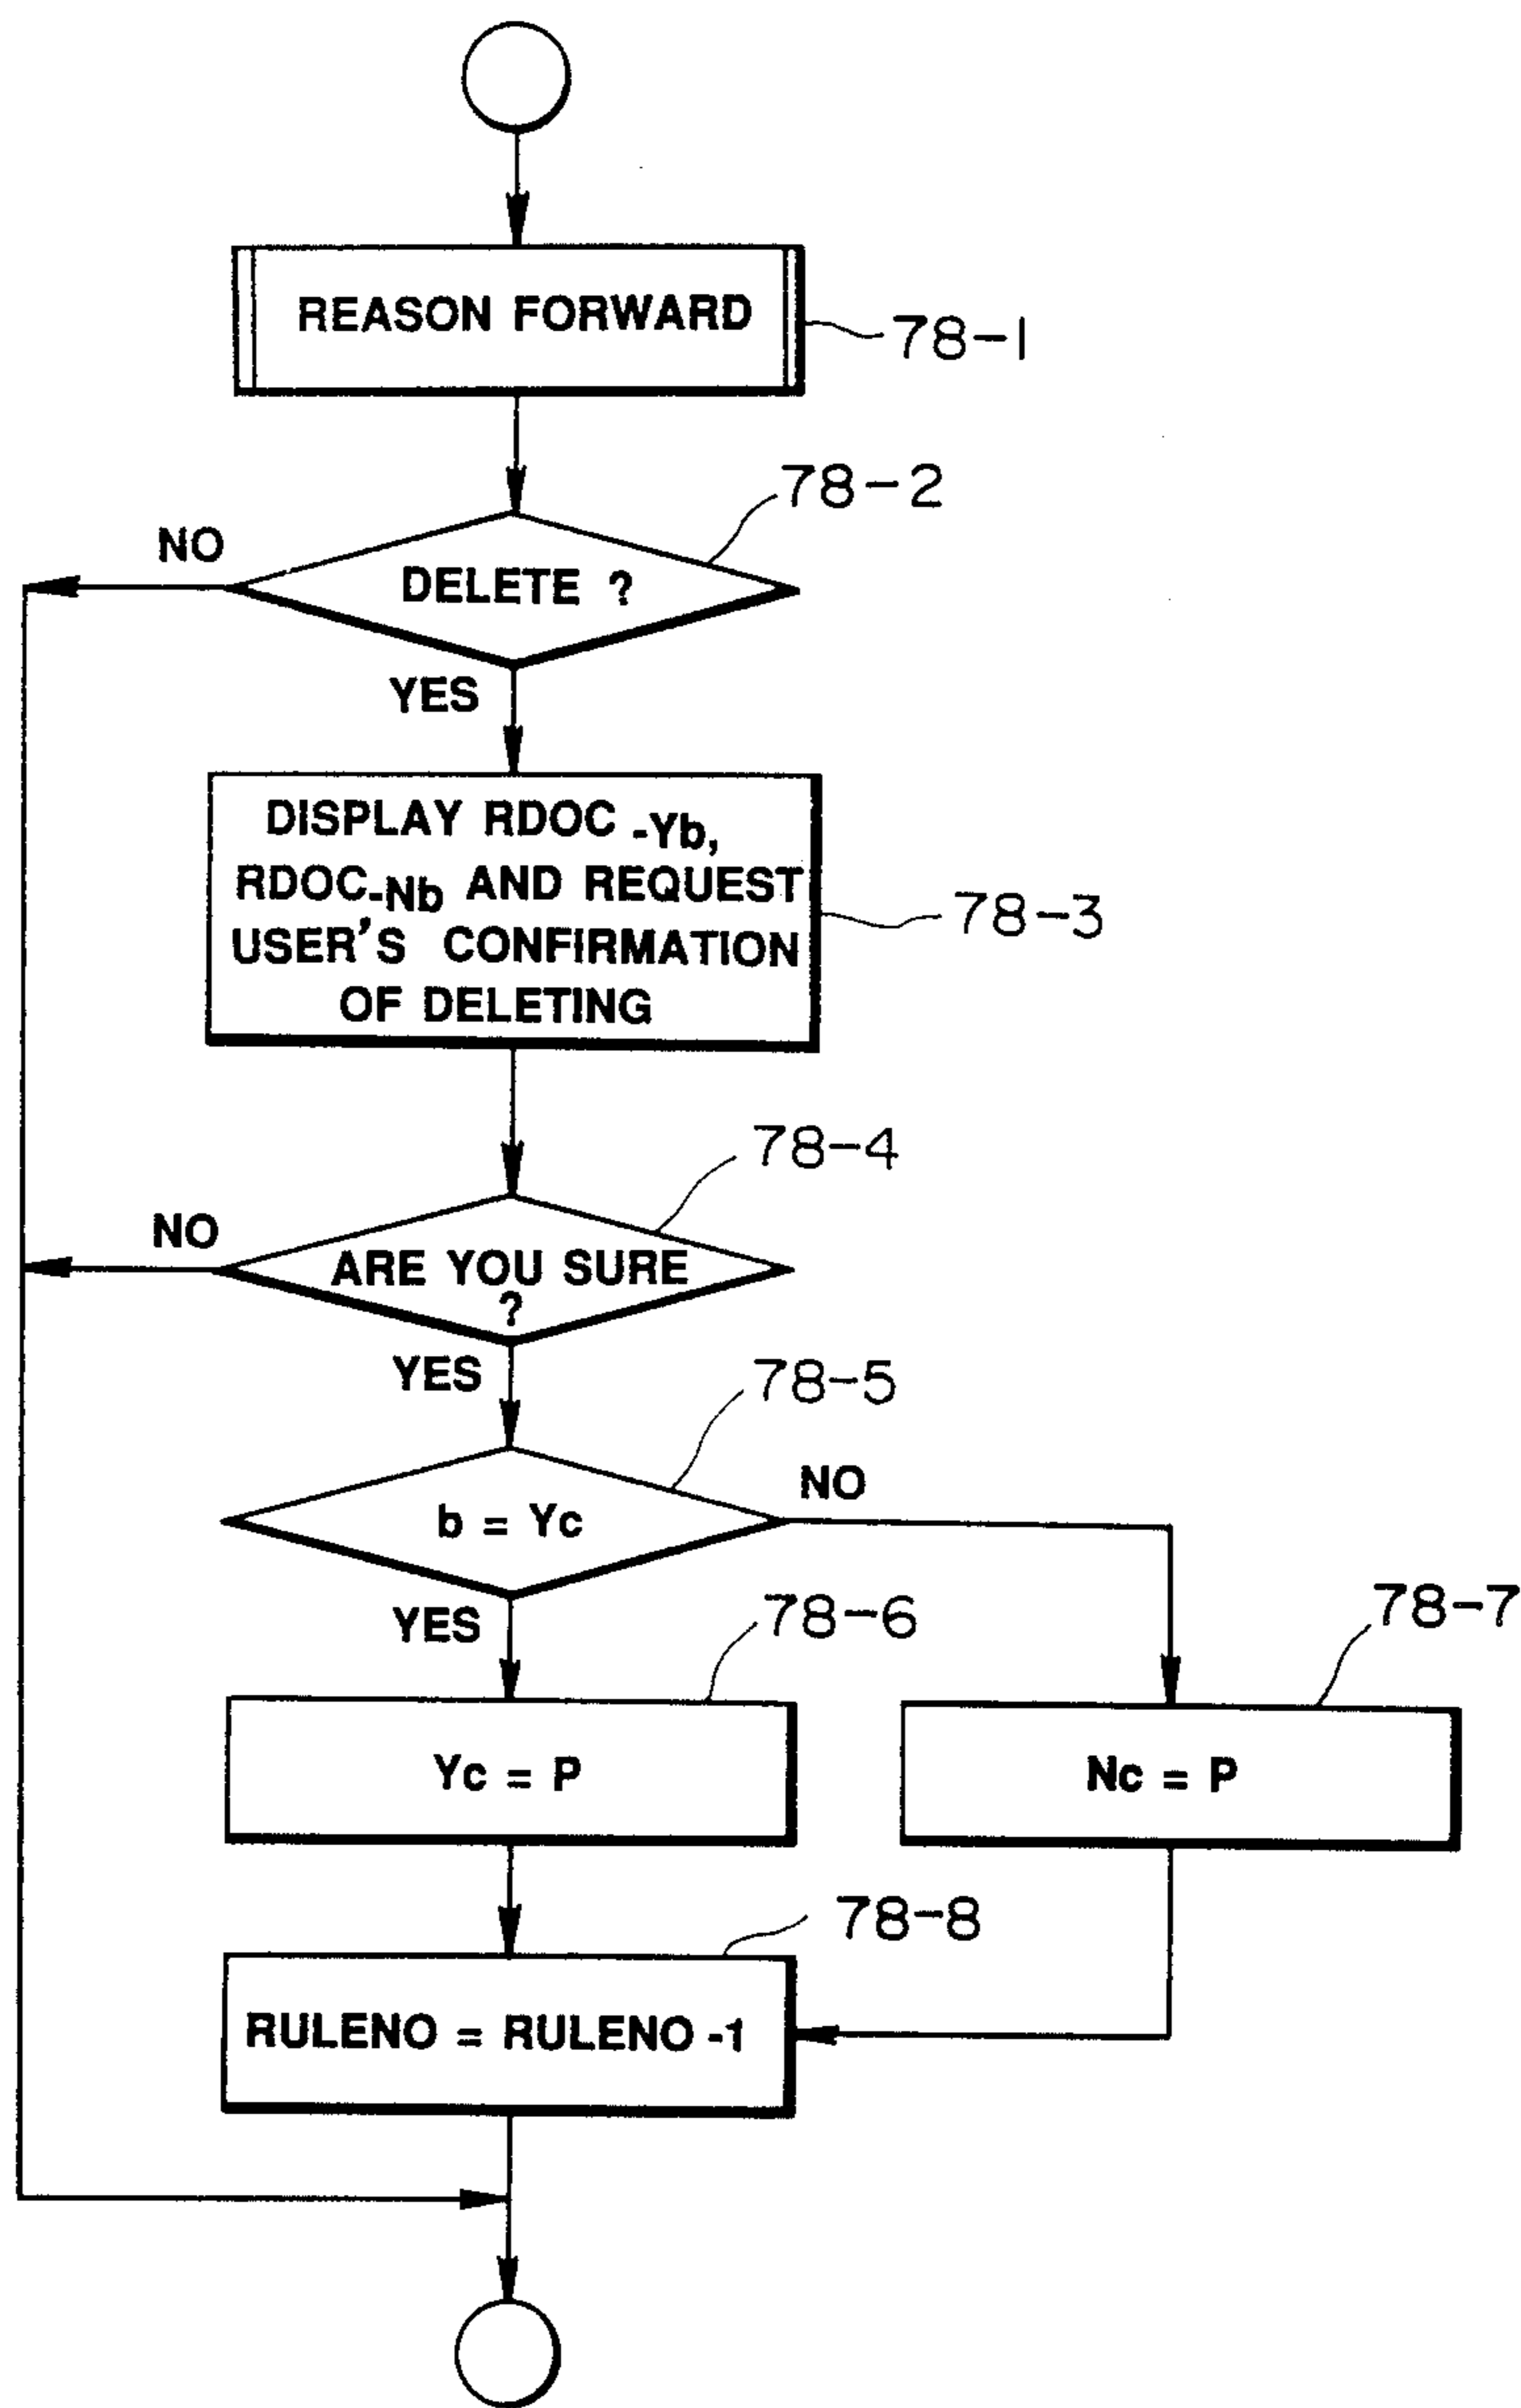 REASON FORWARD
78-1
78-2
NO
DELETE ?
YES
DISPLAY RDOC -Yb,
RDOC-Nb AND REQUEST
USER'S CONFIRMATION
OF DELETING
78-3
78-4
NO
ARE YOU SURE
?
YES
78-5
b = Yc
NO
YES
78-6
78-7
Yc = P
Nc = P
78-8
RULENO = RULENO -1